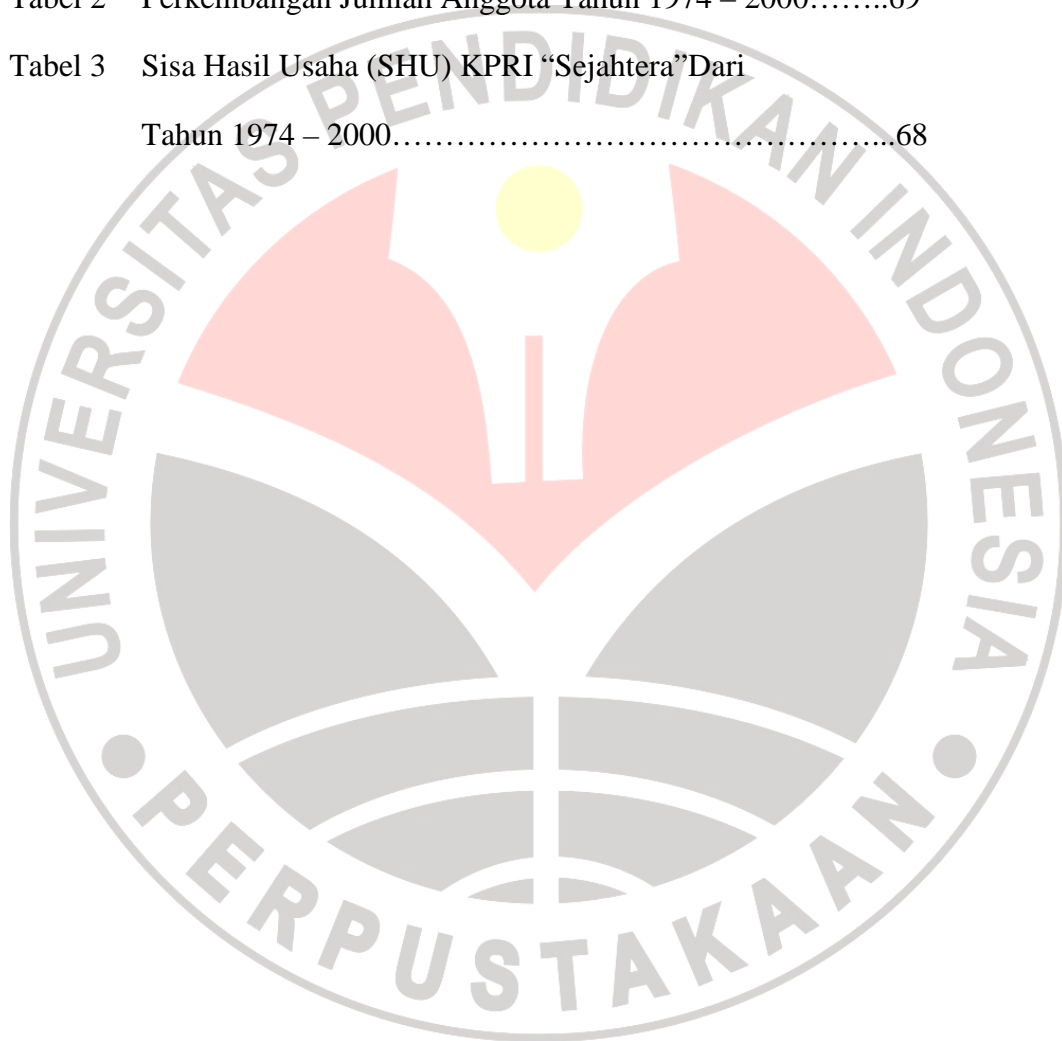 Tabel 2 Perkembangan Jumlah Anggota Tahun 1974 – 2000……..69
Tabel 3 Sisa Hasil Usaha (SHU) KPRI “Sejahtera”Dari
Tahun 1974 – 2000………………………………………...68
UNIVERSITAS PENDIDIKAN INDONESIA
PERPUSTAKAAN